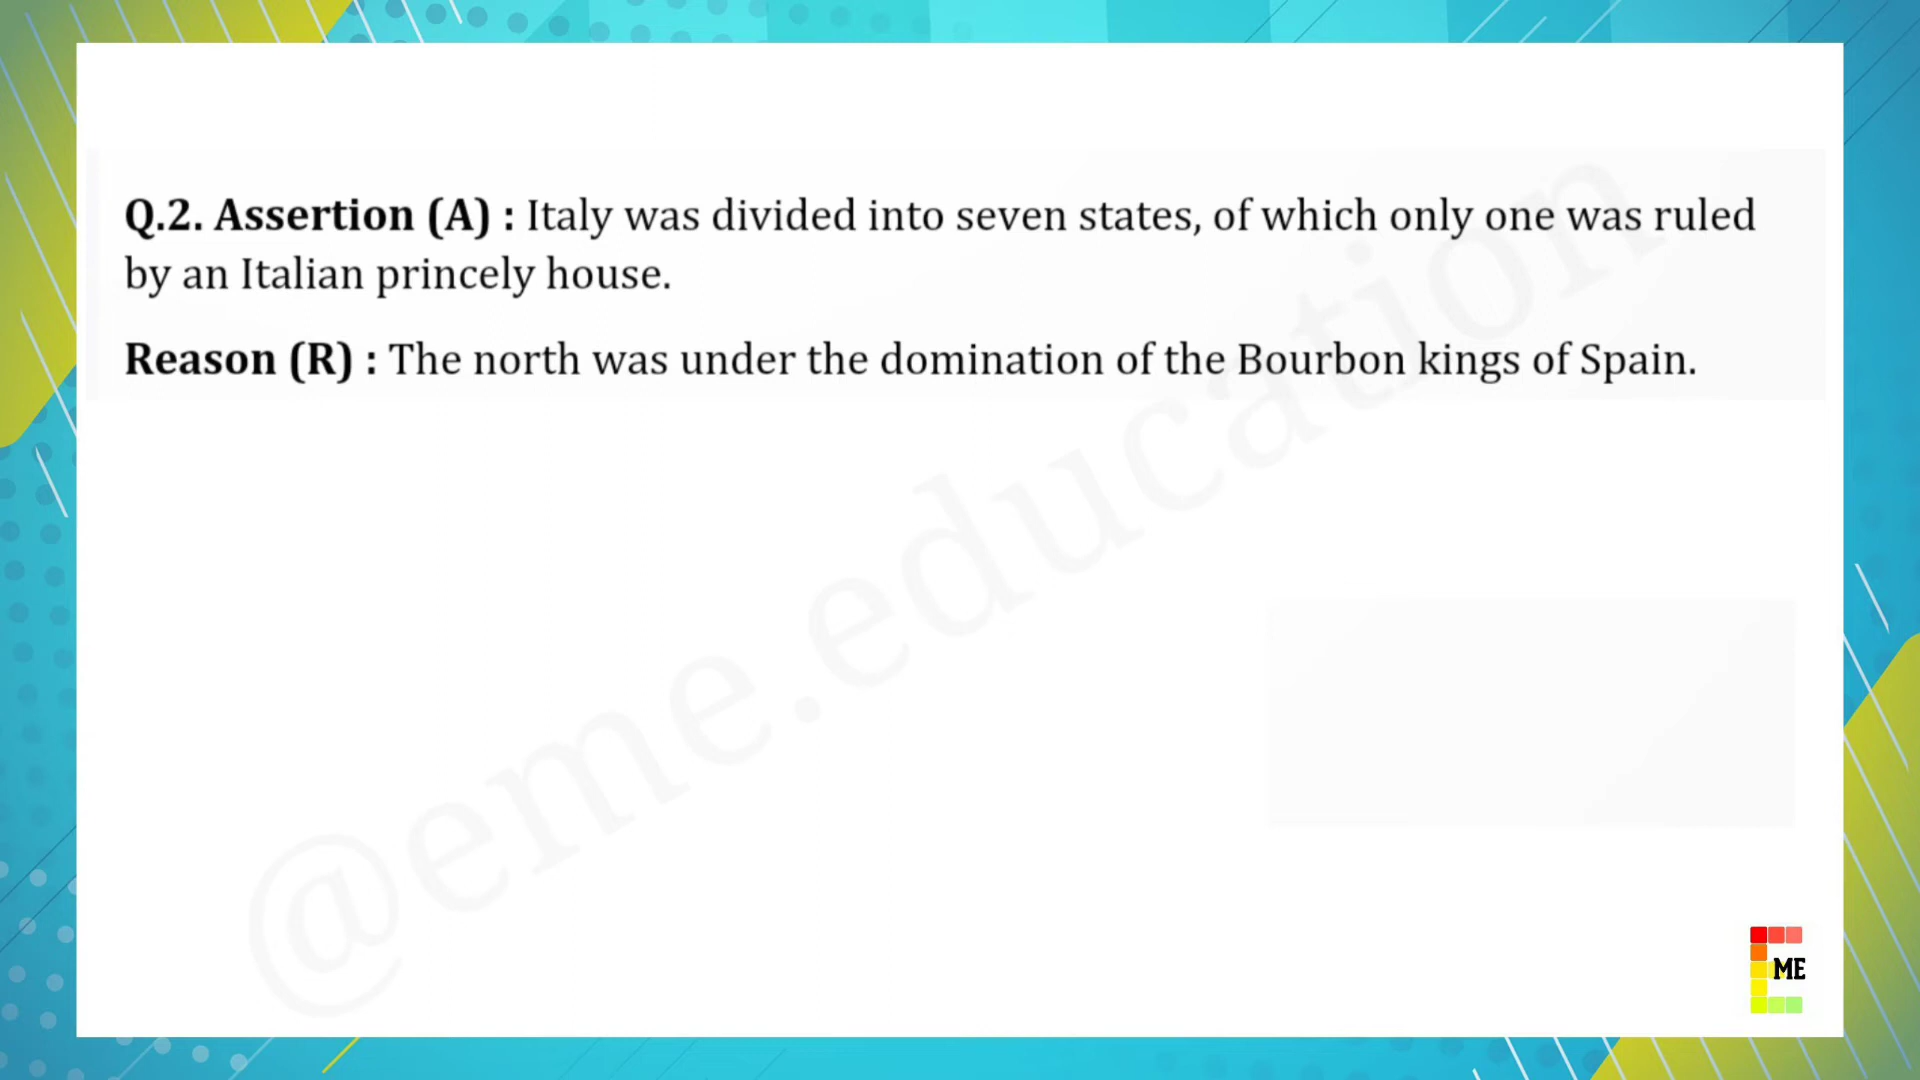 Q.2. Assertion (A) : Italy was divided into seven states, of which only one was ruled
by an Italian princely house.
Reason (R) : The north was under the domination of the Bourbon kings of Spain.
@eme.education
ME